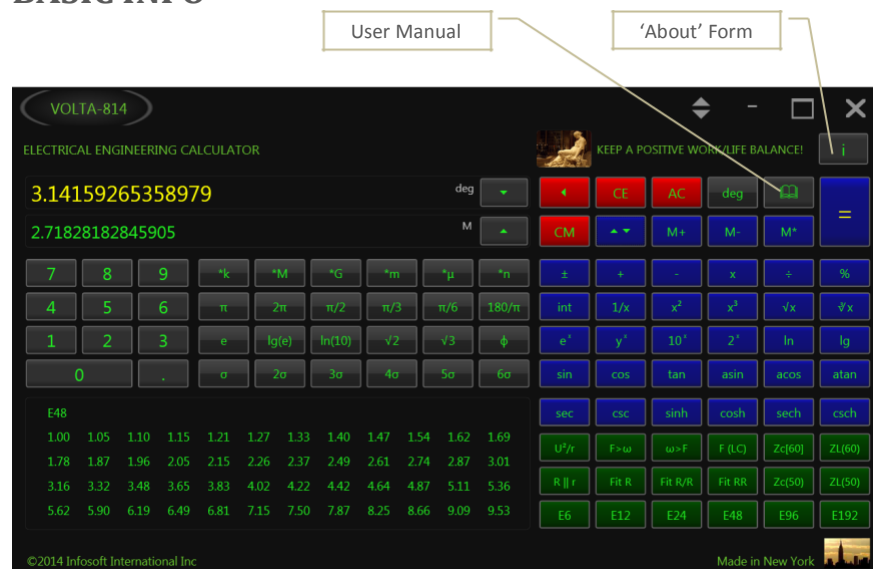 BASIC INFO
User Manual
‘About’ Form
VOLTA-814
ELECTRICAL ENGINEERING CALCULATOR
KEEP A POSITIVE WORK/LIFE BALANCE!
i
3.14159265358979
deg
CE AC deg
=
2.71828182845905
M
CM M+ M- M*
7 8 9 *k *M *G *m *µ *n ± + - x ÷ %
4 5 6 π 2π π/2 π/3 π/6 180/π int 1/x x² x³ √x ∜x
1 2 3 e lg(e) ln(10) √2 √3 ϕ eˣ yˣ 10ˣ 2ˣ ln lg
0 . σ 2σ 3σ 4σ 5σ 6σ sin cos tan asin acos atan
E48
sec csc sinh cosh sech csch
1.00 1.05 1.10 1.15 1.21 1.27 1.33 1.40 1.47 1.54 1.62 1.69
U²/r F>ω ω>F F (LC) Zc[60] ZL(60)
1.78 1.87 1.96 2.05 2.15 2.26 2.37 2.49 2.61 2.74 2.87 3.01
3.16 3.32 3.48 3.65 3.83 4.02 4.22 4.42 4.64 4.87 5.11 5.36
R || r Fit R Fit R/R Fit RR Zc(50) ZL(50)
5.62 5.90 6.19 6.49 6.81 7.15 7.50 7.87 8.25 8.66 9.09 9.53
E6 E12 E24 E48 E96 E192
©2014 Infosoft International Inc
Made in New York